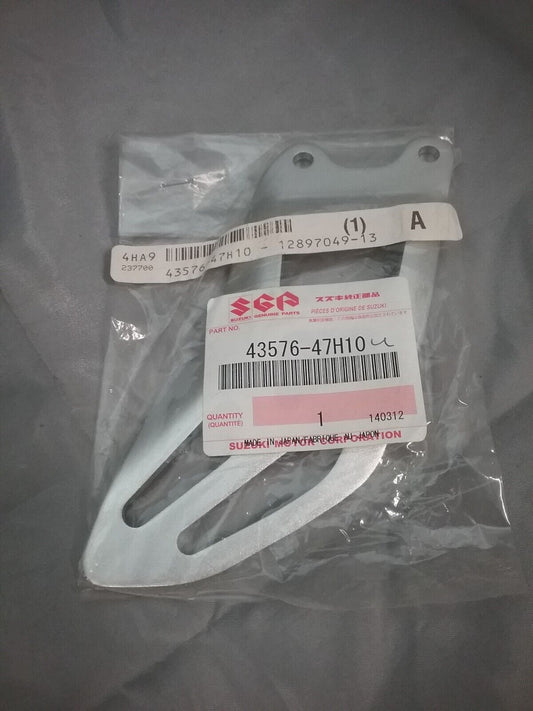 (1) A
4HA9
237700
43576-47H10 - 12897049-13
SGP
SUZUKI GENUINE PARTS
スズキ純正部品
PIÈCES D'ORIGINE DE SUZUKI
PART NO.
43576-47H10 u
QUANTITY
(QUANTITÉ)
1
140312
MADE IN JAPAN/FABRIQUE AU JAPON
SUZUKI MOTOR CORPORATION